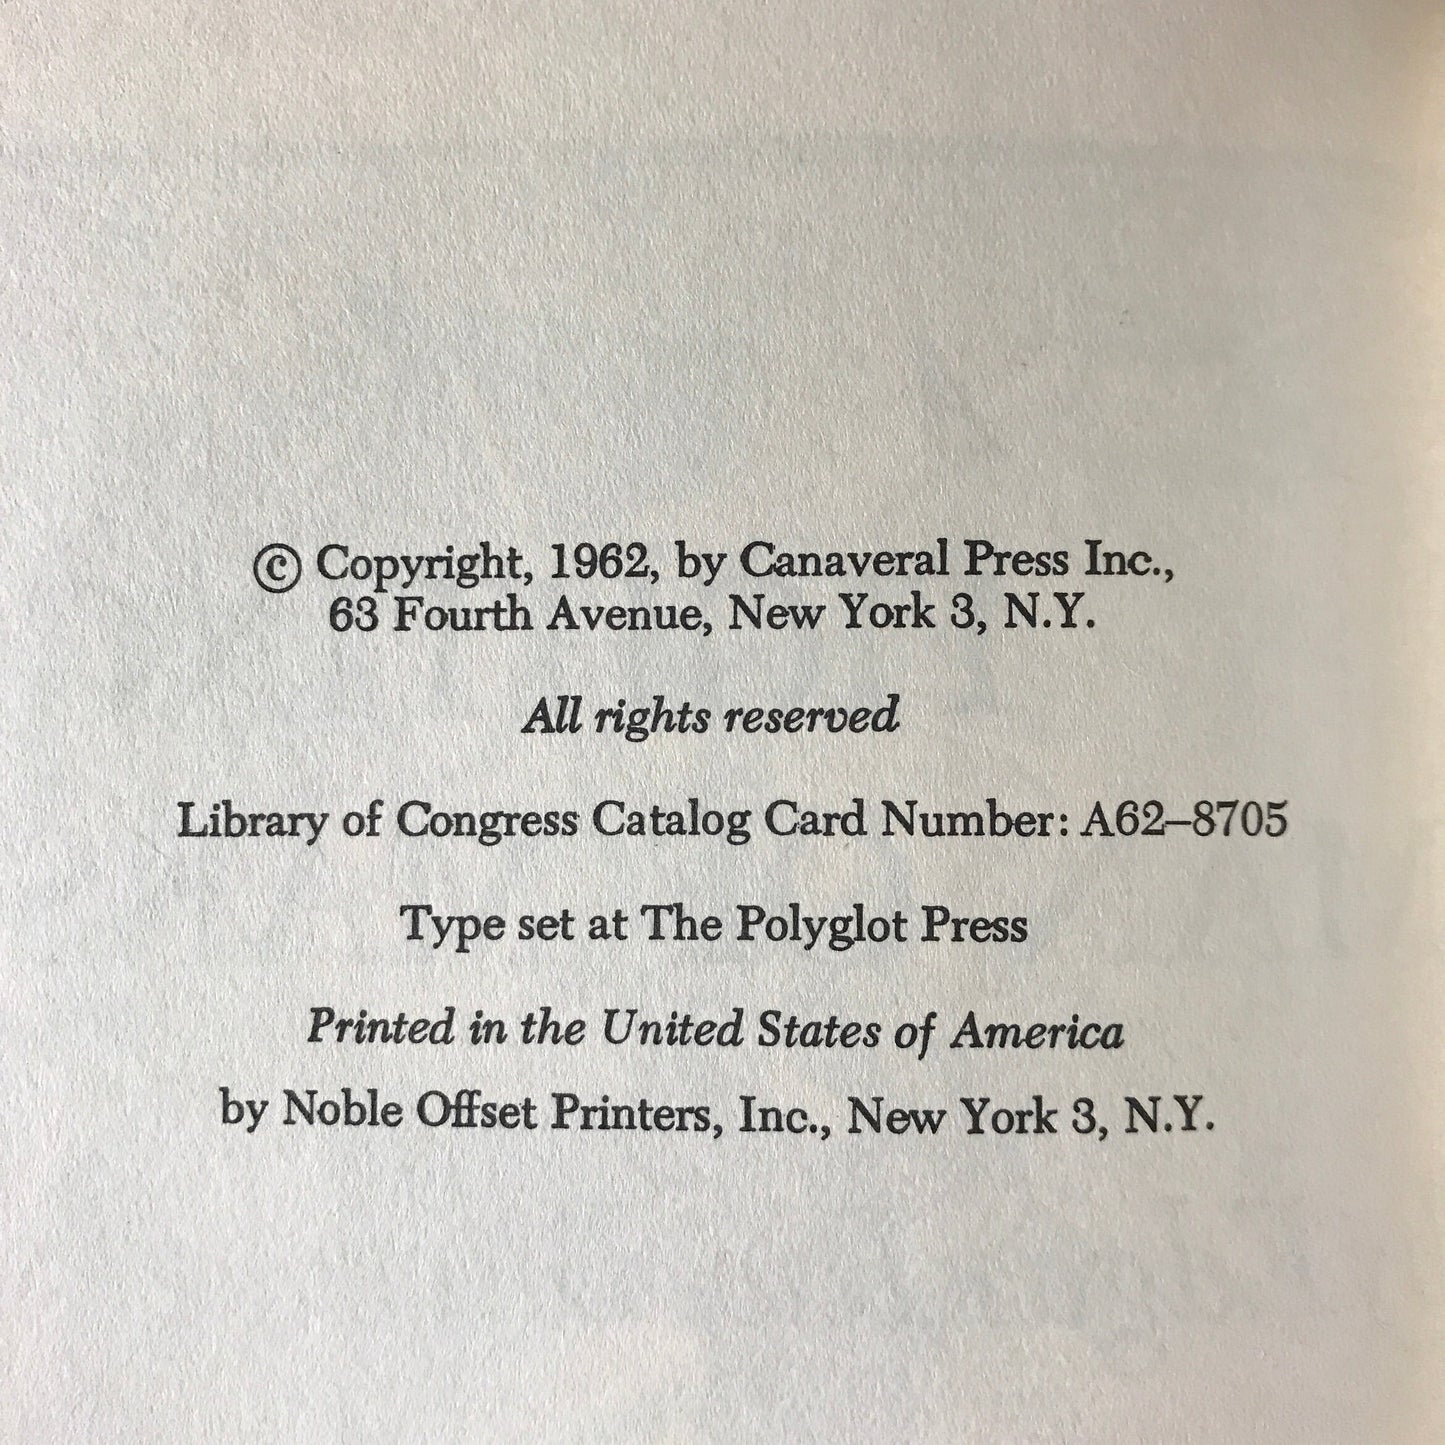 © Copyright, 1962, by Canaveral Press Inc.,
63 Fourth Avenue, New York 3, N.Y.
All rights reserved
Library of Congress Catalog Card Number: A62–8705
Type set at The Polyglot Press
Printed in the United States of America
by Noble Offset Printers, Inc., New York 3, N.Y.